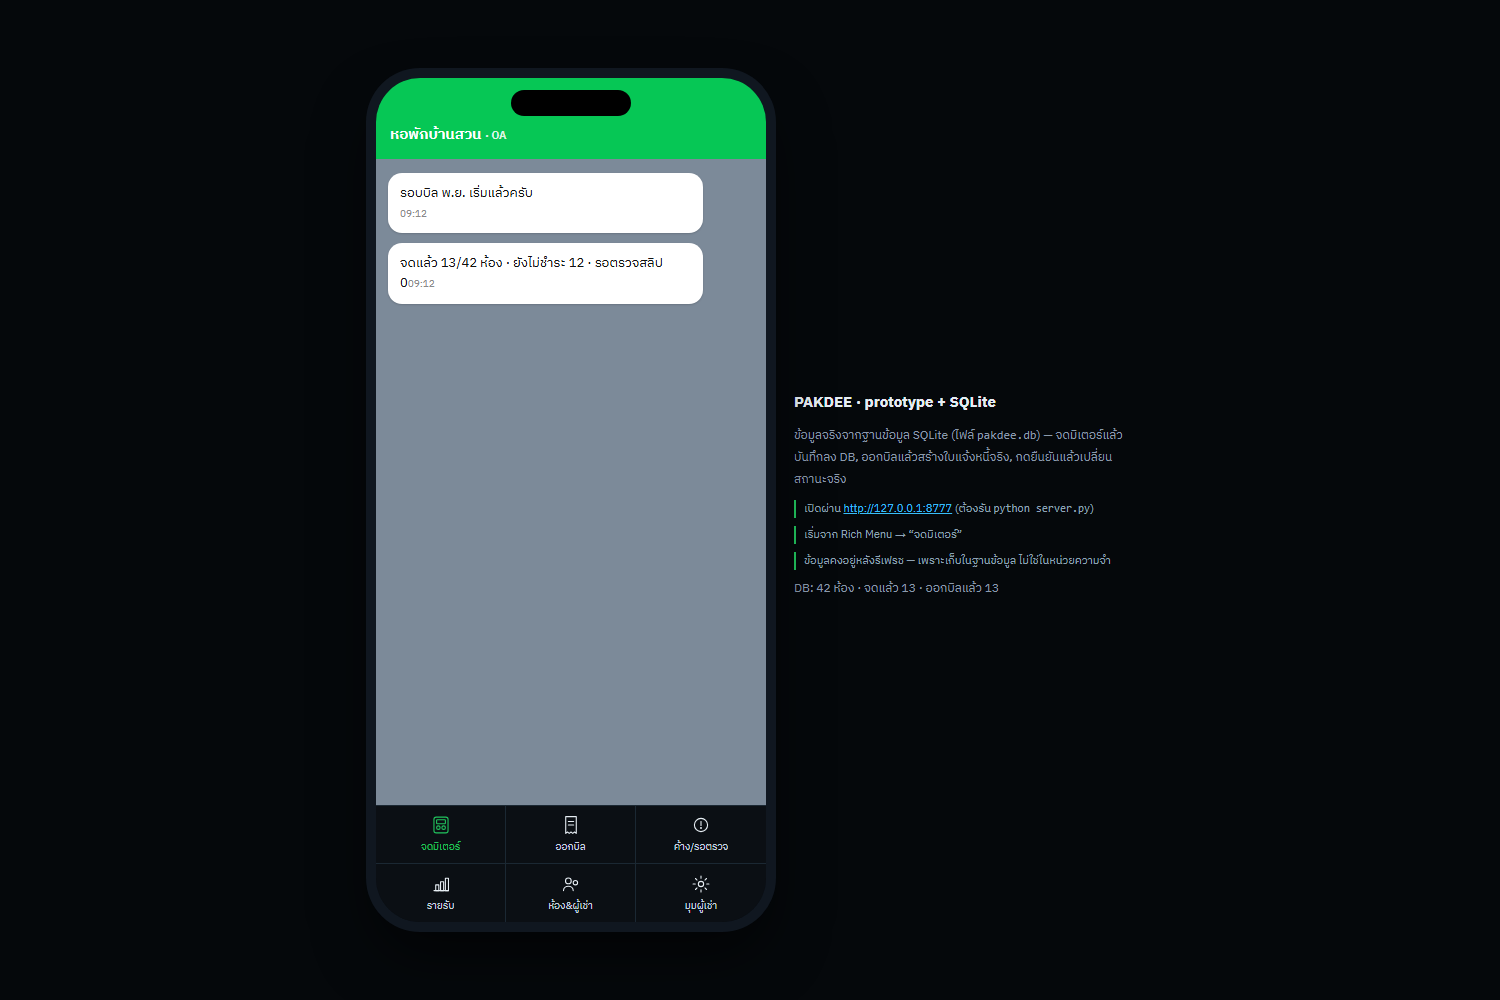 หอพักบ้านสวน · OA
รอบบิล พ.ย. เริ่มแล้วครับ
09:12
จดแล้ว 13/42 ห้อง · ยังไม่ชำระ 12 · รอตรวจสลิป
009:12
จดมิเตอร์
ออกบิล
ค้าง/รอตรวจ
รายรับ
ห้อง&ผู้เช่า
มุมผู้เช่า
PAKDEE · prototype + SQLite
ข้อมูลจริงจากฐานข้อมูล SQLite (ไฟล์ pakdee.db) — จดมิเตอร์แล้ว
บันทึกลง DB, ออกบิลแล้วสร้างใบแจ้งหนี้จริง, กดยืนยันแล้วเปลี่ยน
สถานะจริง
เปิดผ่าน http://127.0.0.1:8777 (ต้องรัน python server.py)
เริ่มจาก Rich Menu → “จดมิเตอร์”
ข้อมูลคงอยู่หลังรีเฟรช — เพราะเก็บในฐานข้อมูล ไม่ใช่ในหน่วยความจำ
DB: 42 ห้อง · จดแล้ว 13 · ออกบิลแล้ว 13